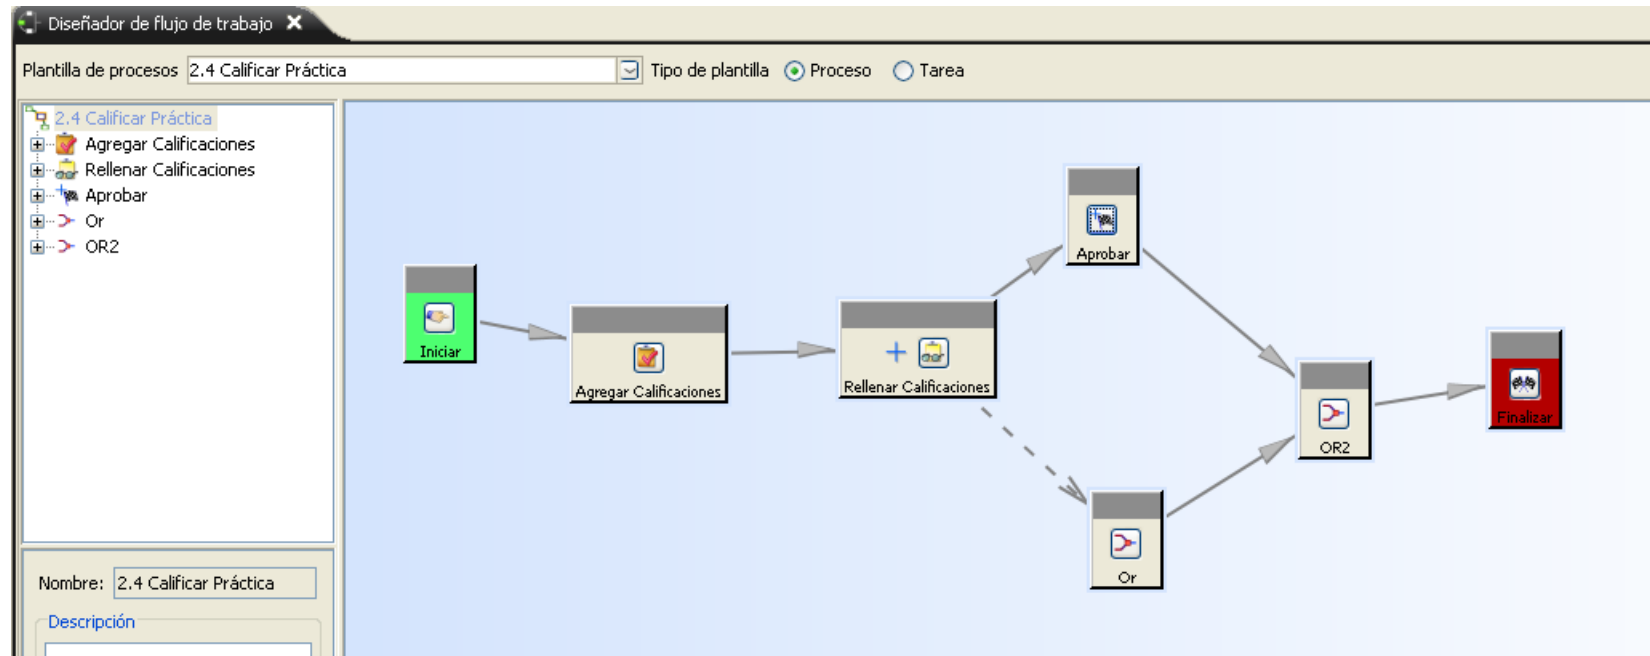 Diseñador de flujo de trabajo
Plantilla de procesos 2.4 Calificar Práctica Tipo de plantilla Proceso Tarea
2.4 Calificar Práctica
Agregar Calificaciones
Rellenar Calificaciones
Aprobar
Or
OR2
Iniciar
Agregar Calificaciones
Rellenar Calificaciones
Aprobar
Or
OR2
Finalizar
Nombre: 2.4 Calificar Práctica
Descripción